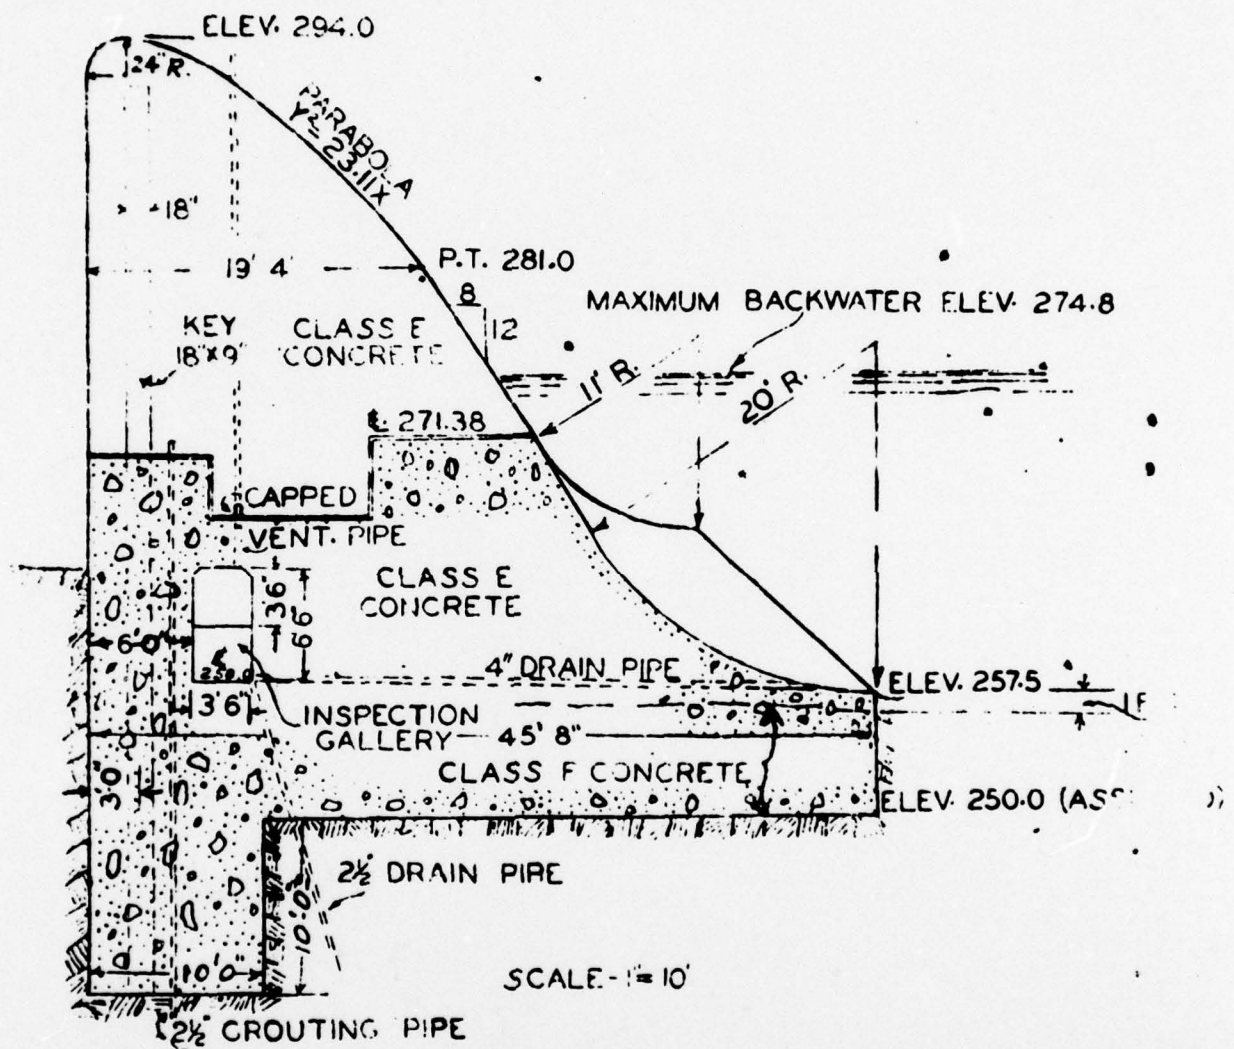 ELEV. 294.0
24" R.
PARABOLA
Y²= 23.11X
18"
19' 4"
P.T. 281.0
8
12
MAXIMUM BACKWATER ELEV. 274.8
KEY
18"X9"
CLASS E
CONCRETE
11' R.
20' R.
271.38
CAPPED
VENT. PIPE
CLASS E
CONCRETE
3'6"
6'6"
6'0"
4" DRAIN PIPE
ELEV. 257.5
3'6"
INSPECTION
GALLERY
45' 8"
CLASS F CONCRETE
3'0"
ELEV. 250.0
2½" DRAIN PIPE
10'0"
10'0"
SCALE-1"=10'
2½" GROUTING PIPE